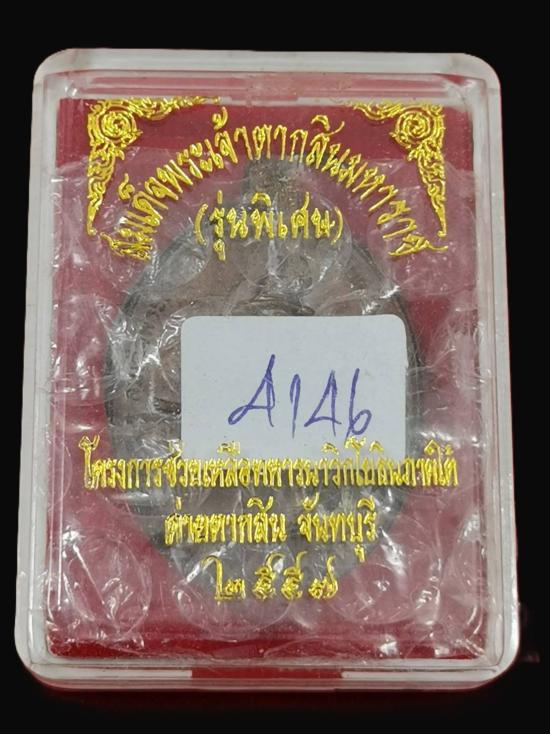 สมเด็จพระเจ้าตากสินมหาราช
(รุ่นพิเศษ)
A146
โครงการช่วยเหลือทหารนาวิกโยธินภาคใต้
ค่ายตากสิน จันทบุรี
๒๕๕๗